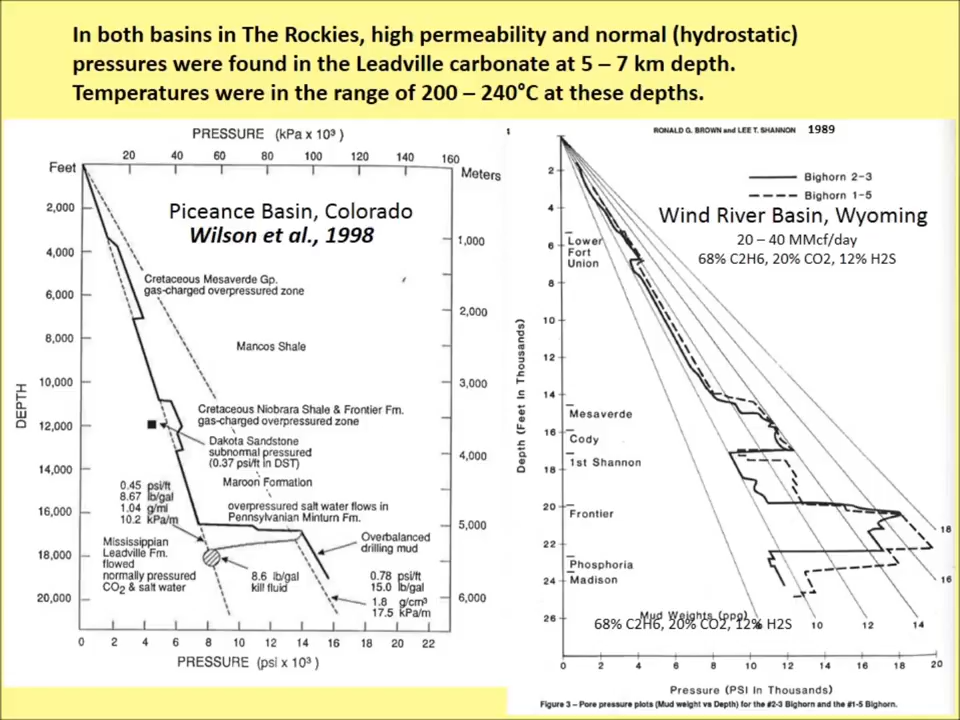 In both basins in The Rockies, high permeability and normal (hydrostatic)
pressures were found in the Leadville carbonate at 5 – 7 km depth.
Temperatures were in the range of 200 – 240°C at these depths.
PRESSURE (kPa x 10³)
20 40 60 80 100 120 140 160
Feet
Meters
Piceance Basin, Colorado
Wilson et al., 1998
2,000
4,000
6,000
8,000
10,000
12,000
14,000
16,000
18,000
20,000
DEPTH
1,000
2,000
3,000
4,000
5,000
6,000
Cretaceous Mesaverde Gp.
gas-charged overpressured zone
Mancos Shale
Cretaceous Niobrara Shale & Frontier Fm.
gas-charged overpressured zone
Dakota Sandstone
subnormal pressured
(0.37 psi/ft in DST)
Maroon Formation
overpressured salt water flows in
Pennsylvanian Minturn Fm.
0.45 psi/ft
8.67 lb/gal
1.04 g/ml
10.2 kPa/m
Mississippian
Leadville Fm.
flowed
normally pressured
CO₂ & salt water
8.6 lb/gal
kill fluid
Overbalanced
drilling mud
0.78 psi/ft
15.0 lb/gal
1.8 g/cm³
17.5 kPa/m
0 2 4 6 8 10 12 14 16 18 20 22
PRESSURE (psi x 10³)
RONALD G. BROWN and LEE T. SHANNON 1989
Bighorn 2-3
Bighorn 1-5
Wind River Basin, Wyoming
20 – 40 MMcf/day
68% C2H6, 20% CO2, 12% H2S
2
4
6
8
10
12
14
16
18
20
22
24
26
Depth (Feet In Thousands)
Lower
Fort
Union
Mesaverde
Cody
1st Shannon
Frontier
Phosphoria
Madison
18
16
Mud Weights (ppg)
68% C2H6, 20% CO2, 12% H2S
10 12 14
0 2 4 6 8 10 12 14 16 18 20
Pressure (PSI In Thousands)
Figure 3 – Pore pressure plots (Mud weight vs Depth) for the #2-3 Bighorn and the #1-5 Bighorn.